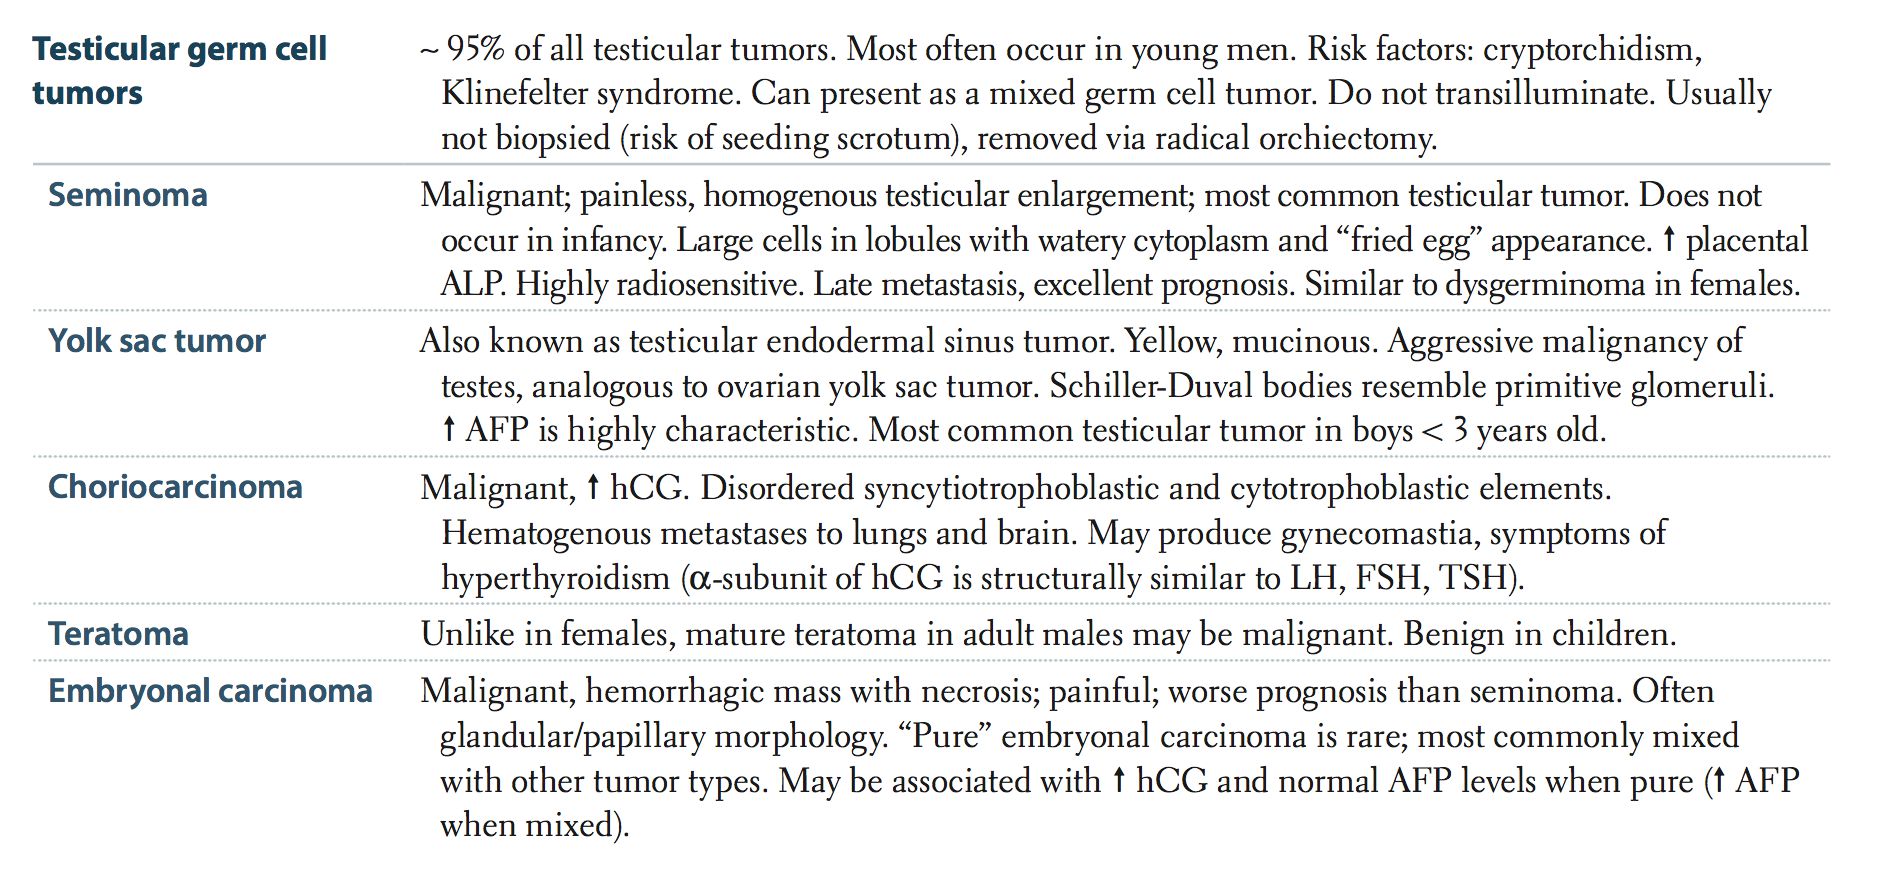 Testicular germ cell tumors
~ 95% of all testicular tumors. Most often occur in young men. Risk factors: cryptorchidism,
Klinefelter syndrome. Can present as a mixed germ cell tumor. Do not transilluminate. Usually
not biopsied (risk of seeding scrotum), removed via radical orchiectomy.
Seminoma
Malignant; painless, homogenous testicular enlargement; most common testicular tumor. Does not
occur in infancy. Large cells in lobules with watery cytoplasm and “fried egg” appearance. ↑ placental
ALP. Highly radiosensitive. Late metastasis, excellent prognosis. Similar to dysgerminoma in females.
Yolk sac tumor
Also known as testicular endodermal sinus tumor. Yellow, mucinous. Aggressive malignancy of
testes, analogous to ovarian yolk sac tumor. Schiller-Duval bodies resemble primitive glomeruli.
↑ AFP is highly characteristic. Most common testicular tumor in boys < 3 years old.
Choriocarcinoma
Malignant, ↑ hCG. Disordered syncytiotrophoblastic and cytotrophoblastic elements.
Hematogenous metastases to lungs and brain. May produce gynecomastia, symptoms of
hyperthyroidism (α-subunit of hCG is structurally similar to LH, FSH, TSH).
Teratoma
Unlike in females, mature teratoma in adult males may be malignant. Benign in children.
Embryonal carcinoma
Malignant, hemorrhagic mass with necrosis; painful; worse prognosis than seminoma. Often
glandular/papillary morphology. “Pure” embryonal carcinoma is rare; most commonly mixed
with other tumor types. May be associated with ↑ hCG and normal AFP levels when pure (↑ AFP
when mixed).